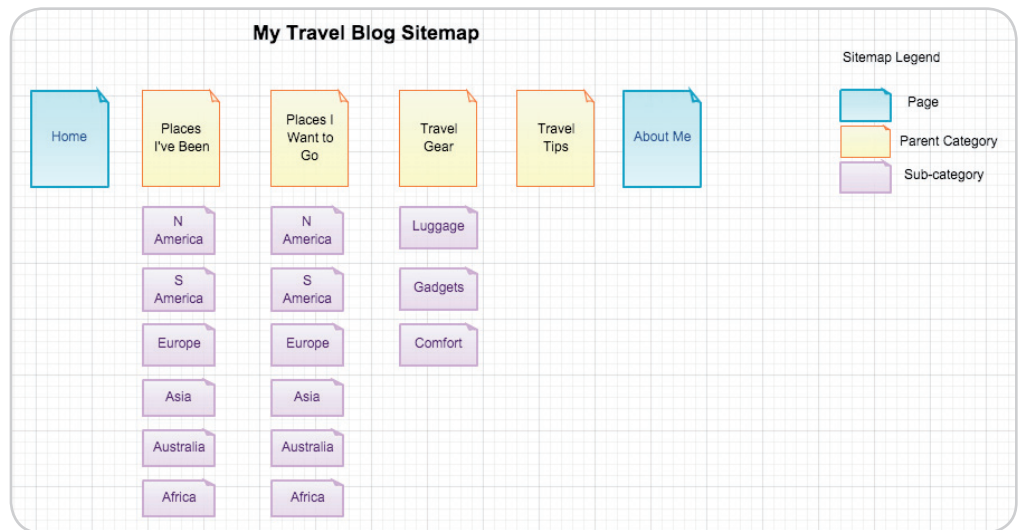 My Travel Blog Sitemap
Sitemap Legend
Page
Parent Category
Sub-category
Home
Places
I've Been
Places I
Want to
Go
Travel
Gear
Travel
Tips
About Me
N
America
S
America
Europe
Asia
Australia
Africa
N
America
S
America
Europe
Asia
Australia
Africa
Luggage
Gadgets
Comfort